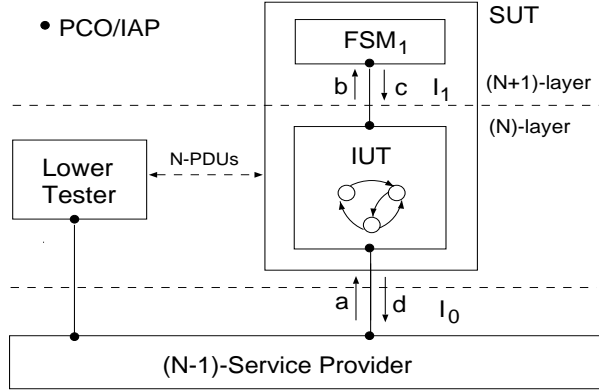 SUT
• PCO/IAP
FSM1
b
c
I1
(N+1)-layer
(N)-layer
IUT
Lower
Tester
N-PDUs
a
d
I0
(N-1)-Service Provider